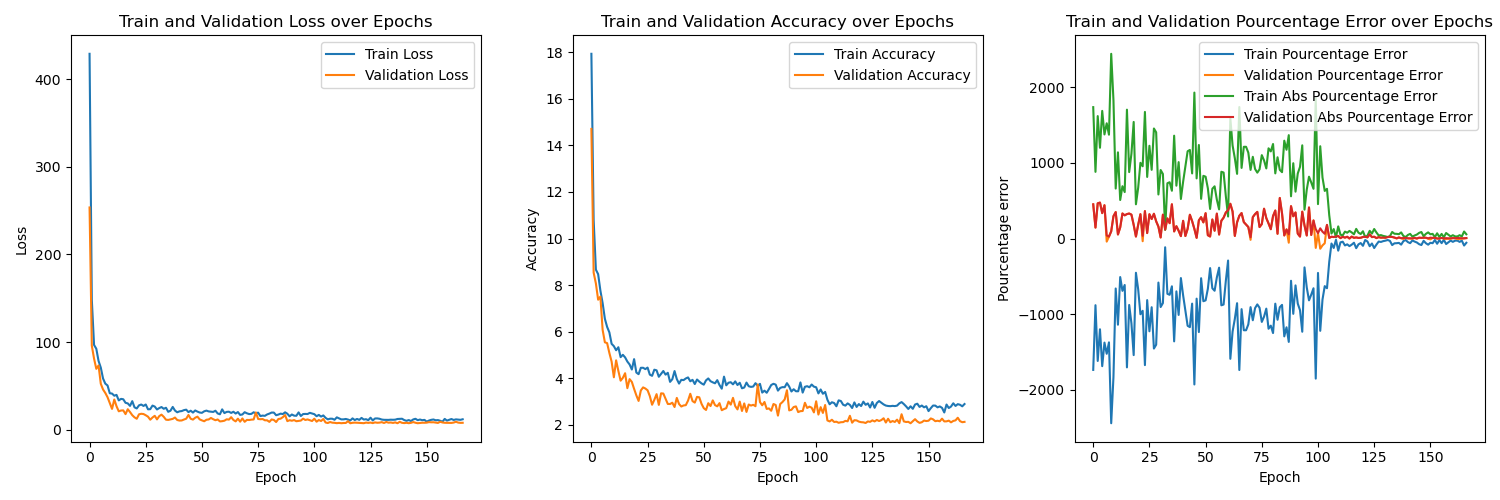 Train and Validation Loss over Epochs
Train Loss
Validation Loss
400
300
200
100
0
Loss
0 25 50 75 100 125 150
Epoch
Train and Validation Accuracy over Epochs
Train Accuracy
Validation Accuracy
18
16
14
12
10
8
6
4
2
Accuracy
0 25 50 75 100 125 150
Epoch
Train and Validation Pourcentage Error over Epochs
Train Pourcentage Error
Validation Pourcentage Error
Train Abs Pourcentage Error
Validation Abs Pourcentage Error
2000
1000
0
−1000
−2000
Pourcentage error
0 25 50 75 100 125 150
Epoch